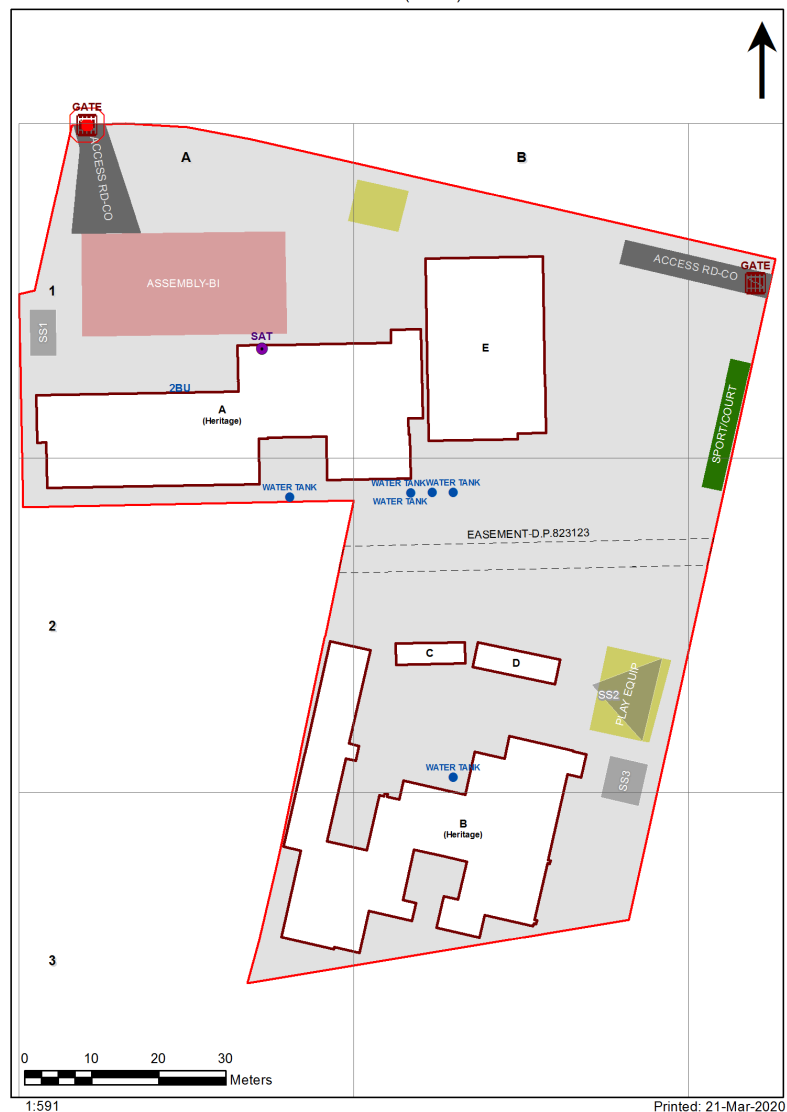 GATE
A
B
ACCESS RD-CO
ACCESS RD-CO
GATE
1
ASSEMBLY-BI
SS1
SAT
E
2BU
A
(Heritage)
SPORT/COURT
WATER TANK
WATER TANK
WATER TANK
WATER TANK
EASEMENT-D.P.823123
2
C
D
SS2
PLAY EQUIP
WATER TANK
SS3
B
(Heritage)
3
0 10 20 30
Meters
1:591
Printed: 21-Mar-2020